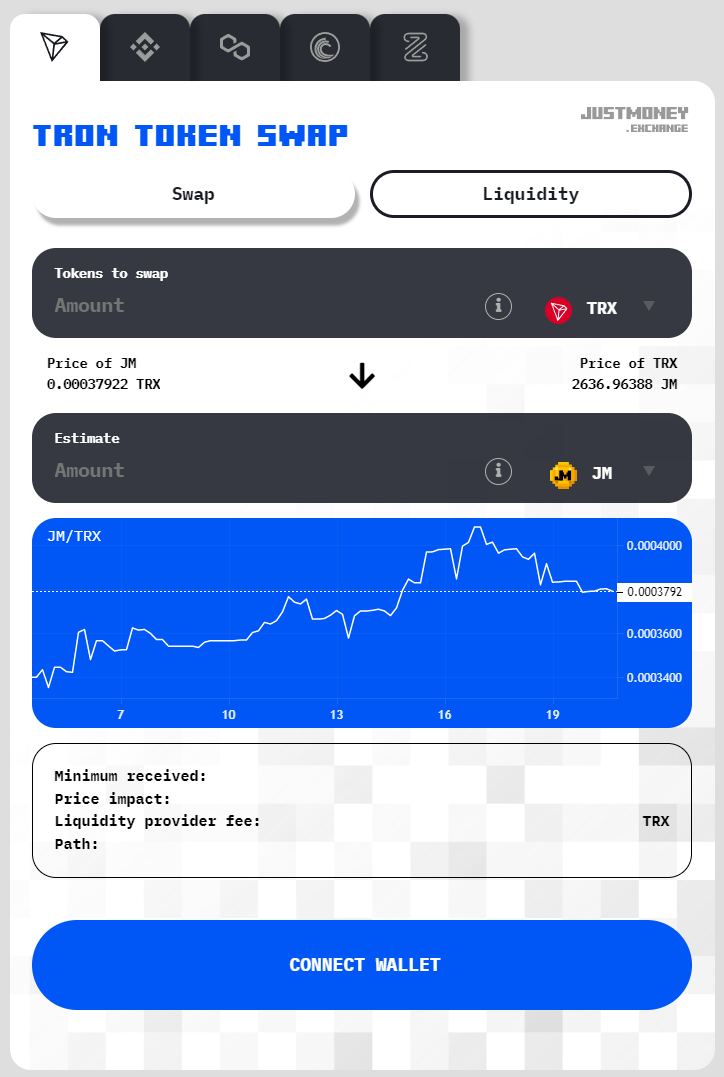 TRON TOKEN SWAP
JUSTMONEY
.EXCHANGE
Swap
Liquidity
Tokens to swap
Amount
TRX
Price of JM
0.00037922 TRX
Price of TRX
2636.96388 JM
Estimate
Amount
JM
JM
JM/TRX
0.0004000
0.0003792
0.0003600
0.0003400
7 10 13 16 19
Minimum received:
Price impact:
Liquidity provider fee: TRX
Path:
CONNECT WALLET